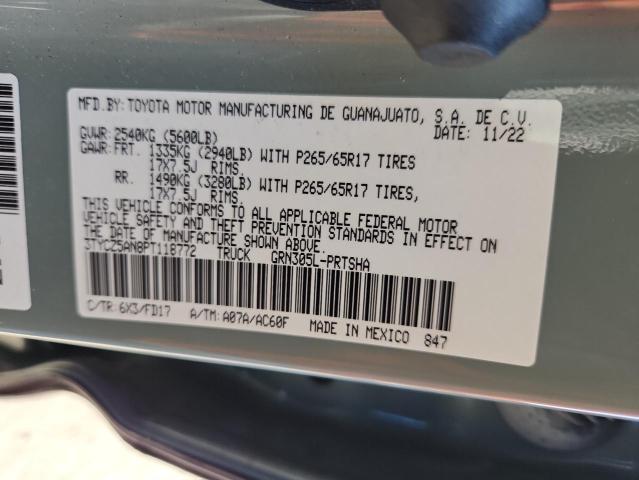 MFD.BY:TOYOTA MOTOR MANUFACTURING DE GUANAJUATO, S.A. DE C.V.
GVWR:2540KG (5600LB) DATE: 11/22
GAWR:FRT. 1335KG (2940LB) WITH P265/65R17 TIRES
17X7.5J RIMS.
RR. 1490KG (3280LB) WITH P265/65R17 TIRES,
17X7.5J RIMS.
THIS VEHICLE CONFORMS TO ALL APPLICABLE FEDERAL MOTOR
VEHICLE SAFETY AND THEFT PREVENTION STANDARDS IN EFFECT ON
THE DATE OF MANUFACTURE SHOWN ABOVE.
3TYCZ5AN8PT118772 TRUCK GRN305L-PRTSHA
C/TR:6X3/FD17 A/TM:A07A/AC60F MADE IN MEXICO 847